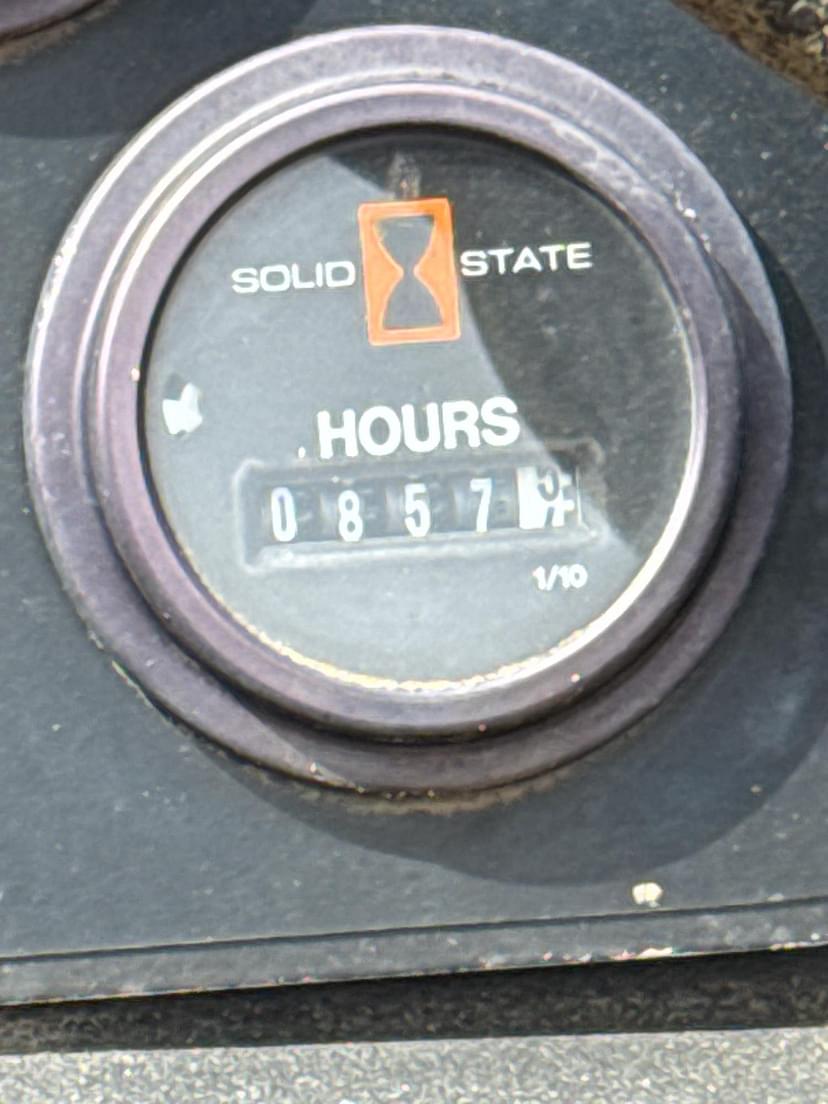 SOLID STATE
HOURS
0857
1/10